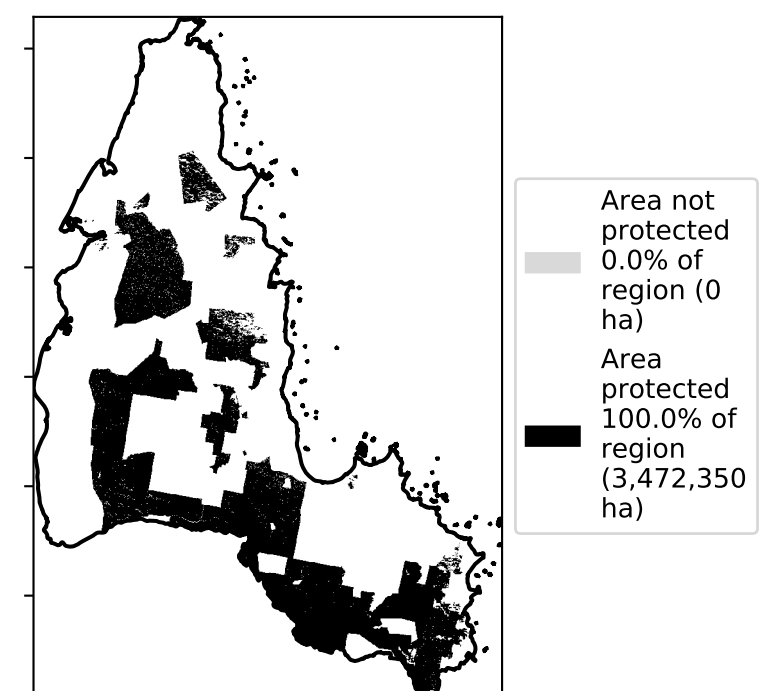 Area not
protected
0.0% of
region (0
ha)
Area
protected
100.0% of
region
(3,472,350
ha)